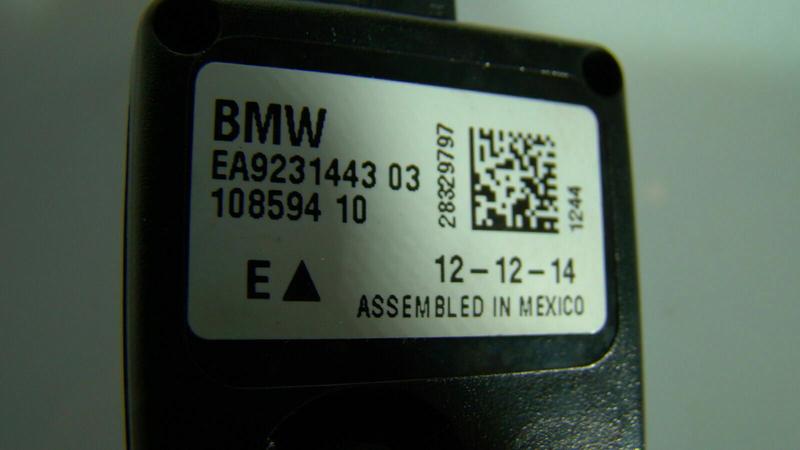 BMW
EA9231443 03
108594 10
28329797
1244
E▲
12-12-14
ASSEMBLED IN MEXICO